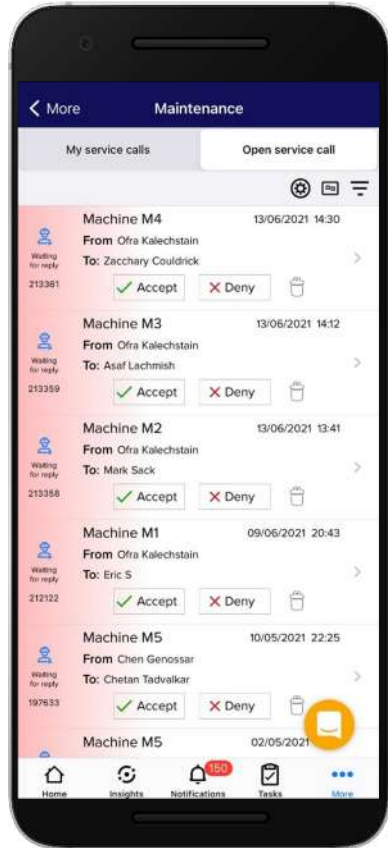 More
Maintenance
My service calls
Open service call
Machine M4
13/06/2021 14:30
From Ofra Kalechstain
Waiting
for reply
To: Zacchary Couldrick
213361
Accept
Deny
Machine M3
13/06/2021 14:12
From Ofra Kalechstain
Waiting
for reply
To: Asaf Lachmish
213359
Accept
Deny
Machine M2
13/06/2021 13:41
From Ofra Kalechstain
Waiting
for reply
To: Mark Sack
213358
Accept
Deny
Machine M1
09/06/2021 20:43
From Ofra Kalechstain
Waiting
for reply
To: Eric S
212122
Accept
Deny
Machine M5
10/05/2021 22:25
From Chen Genossar
Waiting
for reply
To: Chetan Tadvalkar
197633
Accept
Deny
Machine M5
02/05/2021
150
Home
Insights
Notifications
Tasks
More